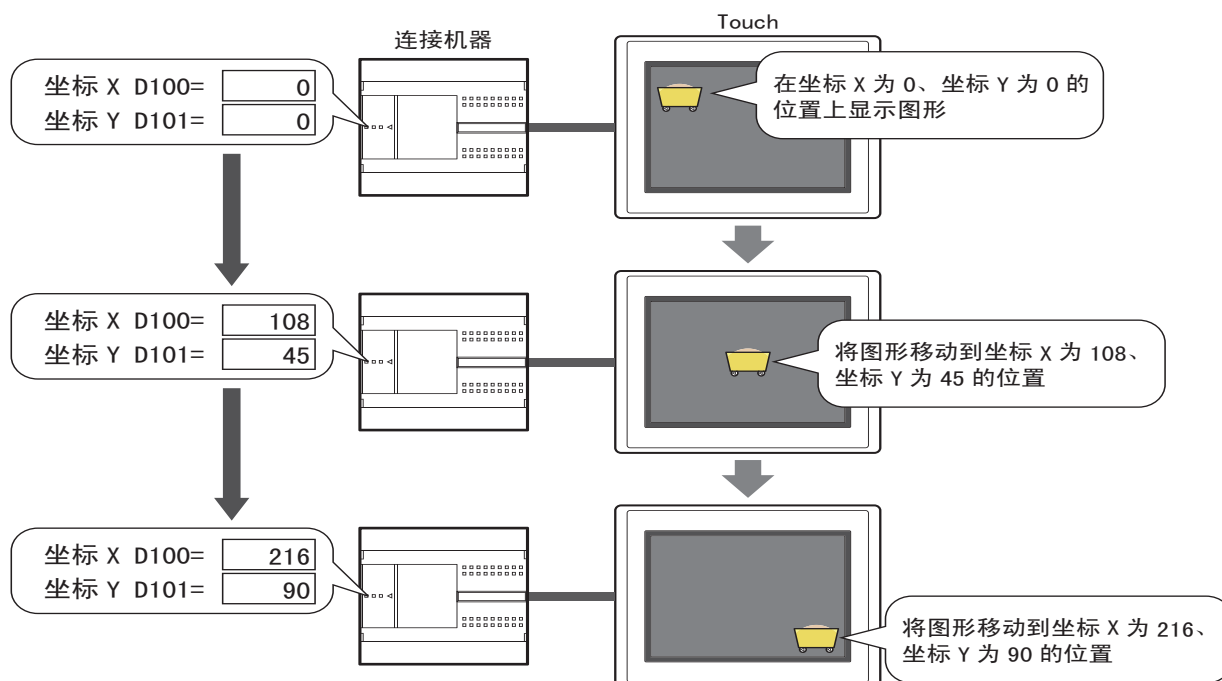 连接机器
Touch
坐标 X D100= 0
坐标 Y D101= 0
在坐标 X 为 0、坐标 Y 为 0 的
位置上显示图形
坐标 X D100= 108
坐标 Y D101= 45
将图形移动到坐标 X 为 108、
坐标 Y 为 45 的位置
坐标 X D100= 216
坐标 Y D101= 90
将图形移动到坐标 X 为 216、
坐标 Y 为 90 的位置